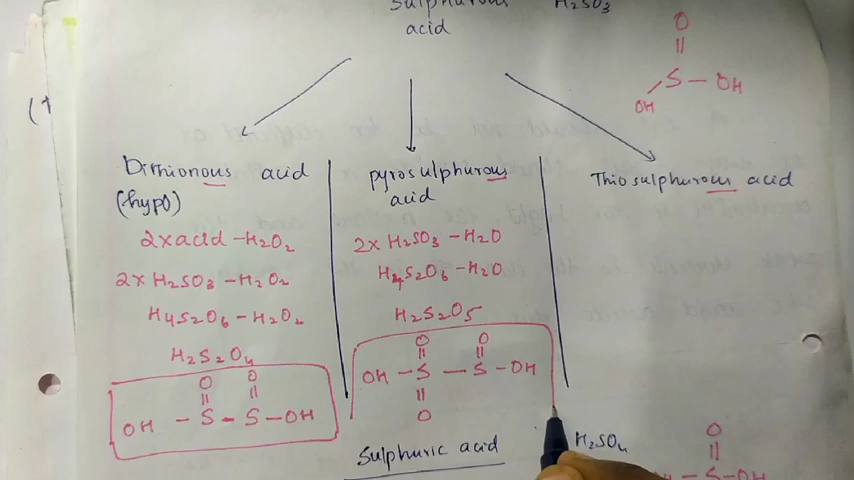 Sulphurous H₂SO₃
acid
O
||
S – OH
OH
Dithionous acid
(hypo)
2x acid – H₂O₂
2x H₂SO₃ – H₂O₂
H₄S₂O₆ – H₂O₂
H₂S₂O₄
O O
|| ||
OH – S – S – OH
pyrosulphurous
acid
2x H₂SO₃ – H₂O
H₄S₂O₆ – H₂O
H₂S₂O₅
O O
|| ||
OH – S – S – OH
||
O
Thiosulphurous acid
Sulphuric acid H₂SO₄
O
||
S – OH